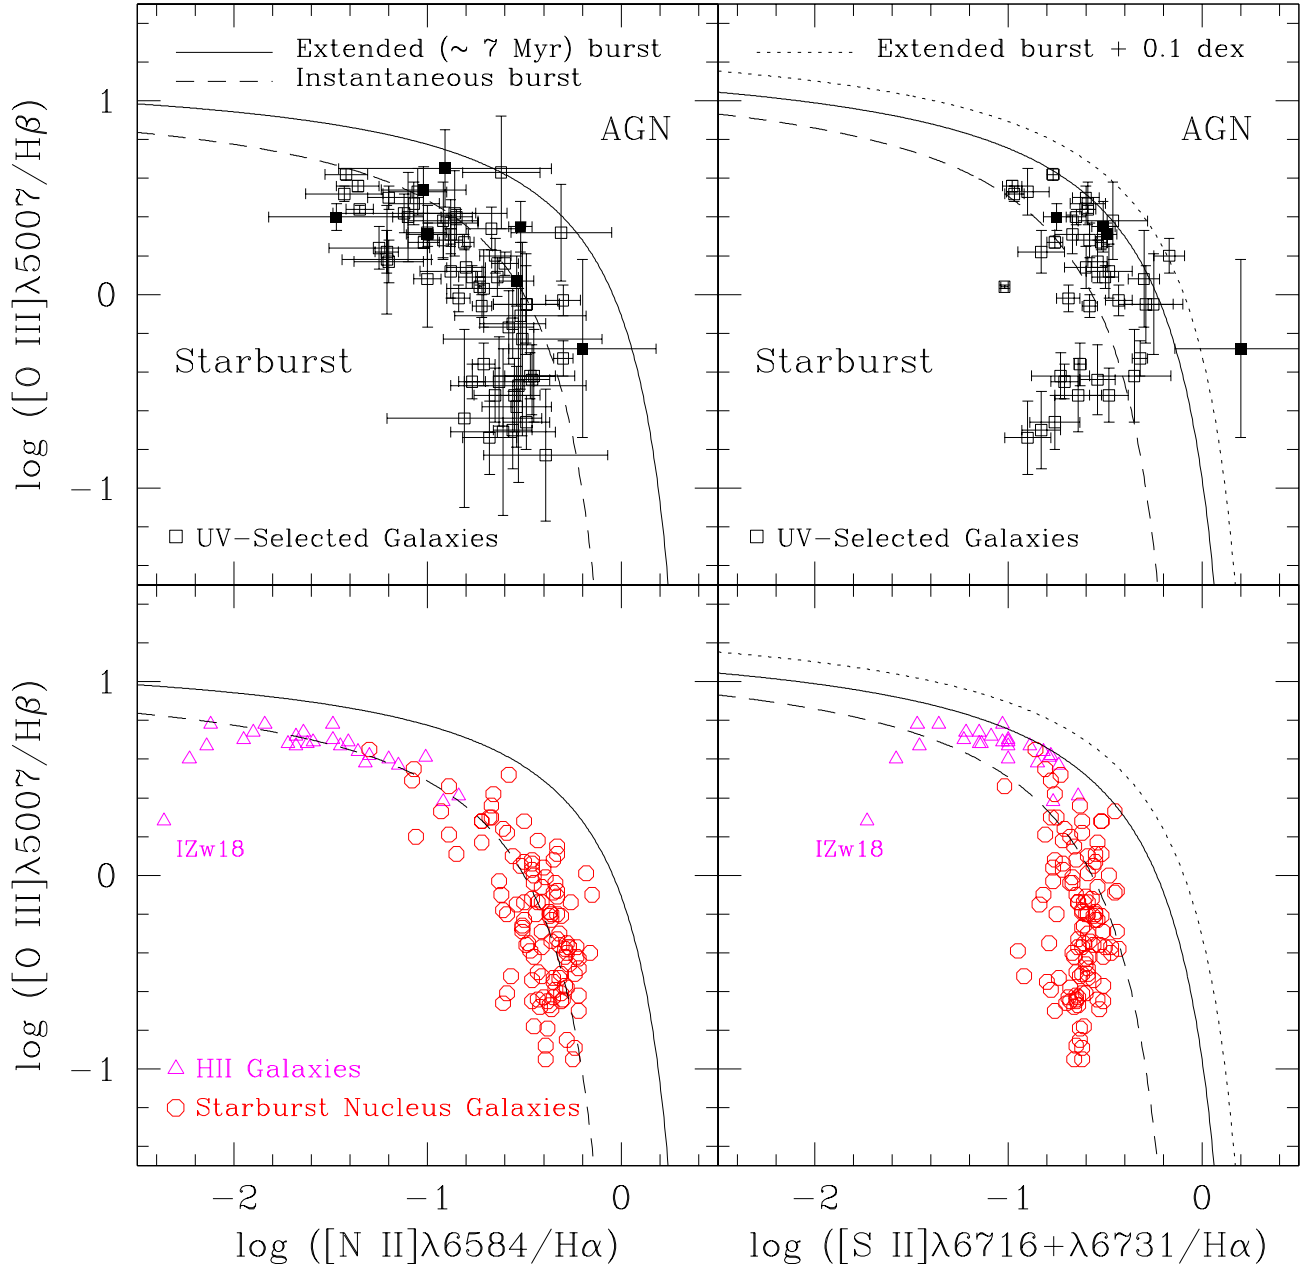 Extended (~ 7 Myr) burst
Instantaneous burst
Extended burst + 0.1 dex
AGN
AGN
Starburst
Starburst
UV-Selected Galaxies
UV-Selected Galaxies
1
0
-1
log ([O III]λ5007/Hβ)
IZw18
IZw18
HII Galaxies
Starburst Nucleus Galaxies
1
0
-1
log ([O III]λ5007/Hβ)
-2 -1 0
-2 -1 0
log ([N II]λ6584/Hα)
log ([S II]λ6716+λ6731/Hα)